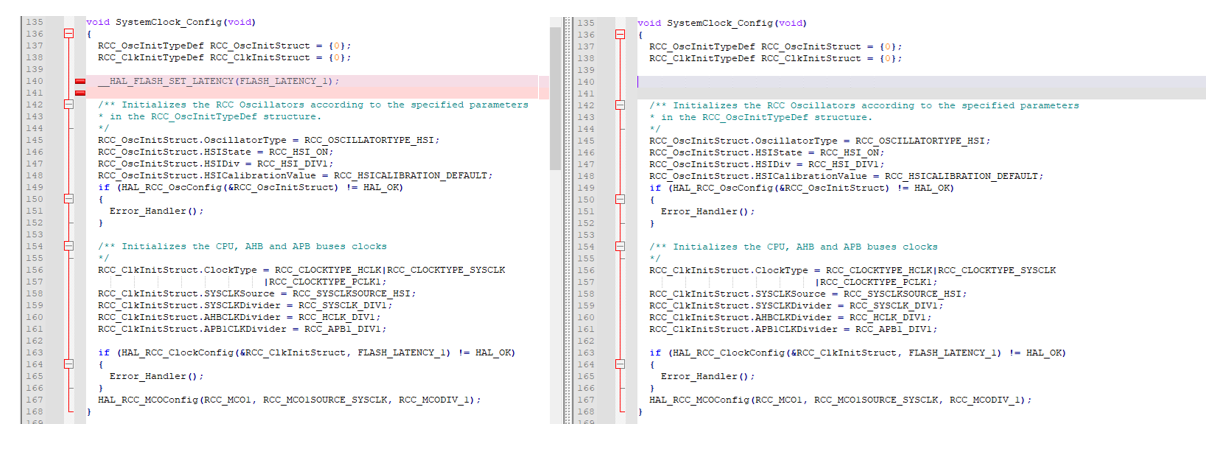 135 void SystemClock_Config(void)
136 {
137 RCC_OscInitTypeDef RCC_OscInitStruct = {0};
138 RCC_ClkInitTypeDef RCC_ClkInitStruct = {0};
139
140 __HAL_FLASH_SET_LATENCY(FLASH_LATENCY_1);
141
142 /** Initializes the RCC Oscillators according to the specified parameters
143 * in the RCC_OscInitTypeDef structure.
144 */
145 RCC_OscInitStruct.OscillatorType = RCC_OSCILLATORTYPE_HSI;
146 RCC_OscInitStruct.HSIState = RCC_HSI_ON;
147 RCC_OscInitStruct.HSIDiv = RCC_HSI_DIV1;
148 RCC_OscInitStruct.HSICalibrationValue = RCC_HSICALIBRATION_DEFAULT;
149 if (HAL_RCC_OscConfig(&RCC_OscInitStruct) != HAL_OK)
150 {
151 Error_Handler();
152 }
153
154 /** Initializes the CPU, AHB and APB buses clocks
155 */
156 RCC_ClkInitStruct.ClockType = RCC_CLOCKTYPE_HCLK|RCC_CLOCKTYPE_SYSCLK
157 |RCC_CLOCKTYPE_PCLK1;
158 RCC_ClkInitStruct.SYSCLKSource = RCC_SYSCLKSOURCE_HSI;
159 RCC_ClkInitStruct.SYSCLKDivider = RCC_SYSCLK_DIV1;
160 RCC_ClkInitStruct.AHBCLKDivider = RCC_HCLK_DIV1;
161 RCC_ClkInitStruct.APB1CLKDivider = RCC_APB1_DIV1;
162
163 if (HAL_RCC_ClockConfig(&RCC_ClkInitStruct, FLASH_LATENCY_1) != HAL_OK)
164 {
165 Error_Handler();
166 }
167 HAL_RCC_MCOConfig(RCC_MCO1, RCC_MCO1SOURCE_SYSCLK, RCC_MCODIV_1);
168 }
169
135 void SystemClock_Config(void)
136 {
137 RCC_OscInitTypeDef RCC_OscInitStruct = {0};
138 RCC_ClkInitTypeDef RCC_ClkInitStruct = {0};
139
140
141
142 /** Initializes the RCC Oscillators according to the specified parameters
143 * in the RCC_OscInitTypeDef structure.
144 */
145 RCC_OscInitStruct.OscillatorType = RCC_OSCILLATORTYPE_HSI;
146 RCC_OscInitStruct.HSIState = RCC_HSI_ON;
147 RCC_OscInitStruct.HSIDiv = RCC_HSI_DIV1;
148 RCC_OscInitStruct.HSICalibrationValue = RCC_HSICALIBRATION_DEFAULT;
149 if (HAL_RCC_OscConfig(&RCC_OscInitStruct) != HAL_OK)
150 {
151 Error_Handler();
152 }
153
154 /** Initializes the CPU, AHB and APB buses clocks
155 */
156 RCC_ClkInitStruct.ClockType = RCC_CLOCKTYPE_HCLK|RCC_CLOCKTYPE_SYSCLK
157 |RCC_CLOCKTYPE_PCLK1;
158 RCC_ClkInitStruct.SYSCLKSource = RCC_SYSCLKSOURCE_HSI;
159 RCC_ClkInitStruct.SYSCLKDivider = RCC_SYSCLK_DIV1;
160 RCC_ClkInitStruct.AHBCLKDivider = RCC_HCLK_DIV1;
161 RCC_ClkInitStruct.APB1CLKDivider = RCC_APB1_DIV1;
162
163 if (HAL_RCC_ClockConfig(&RCC_ClkInitStruct, FLASH_LATENCY_1) != HAL_OK)
164 {
165 Error_Handler();
166 }
167 HAL_RCC_MCOConfig(RCC_MCO1, RCC_MCO1SOURCE_SYSCLK, RCC_MCODIV_1);
168 }
169